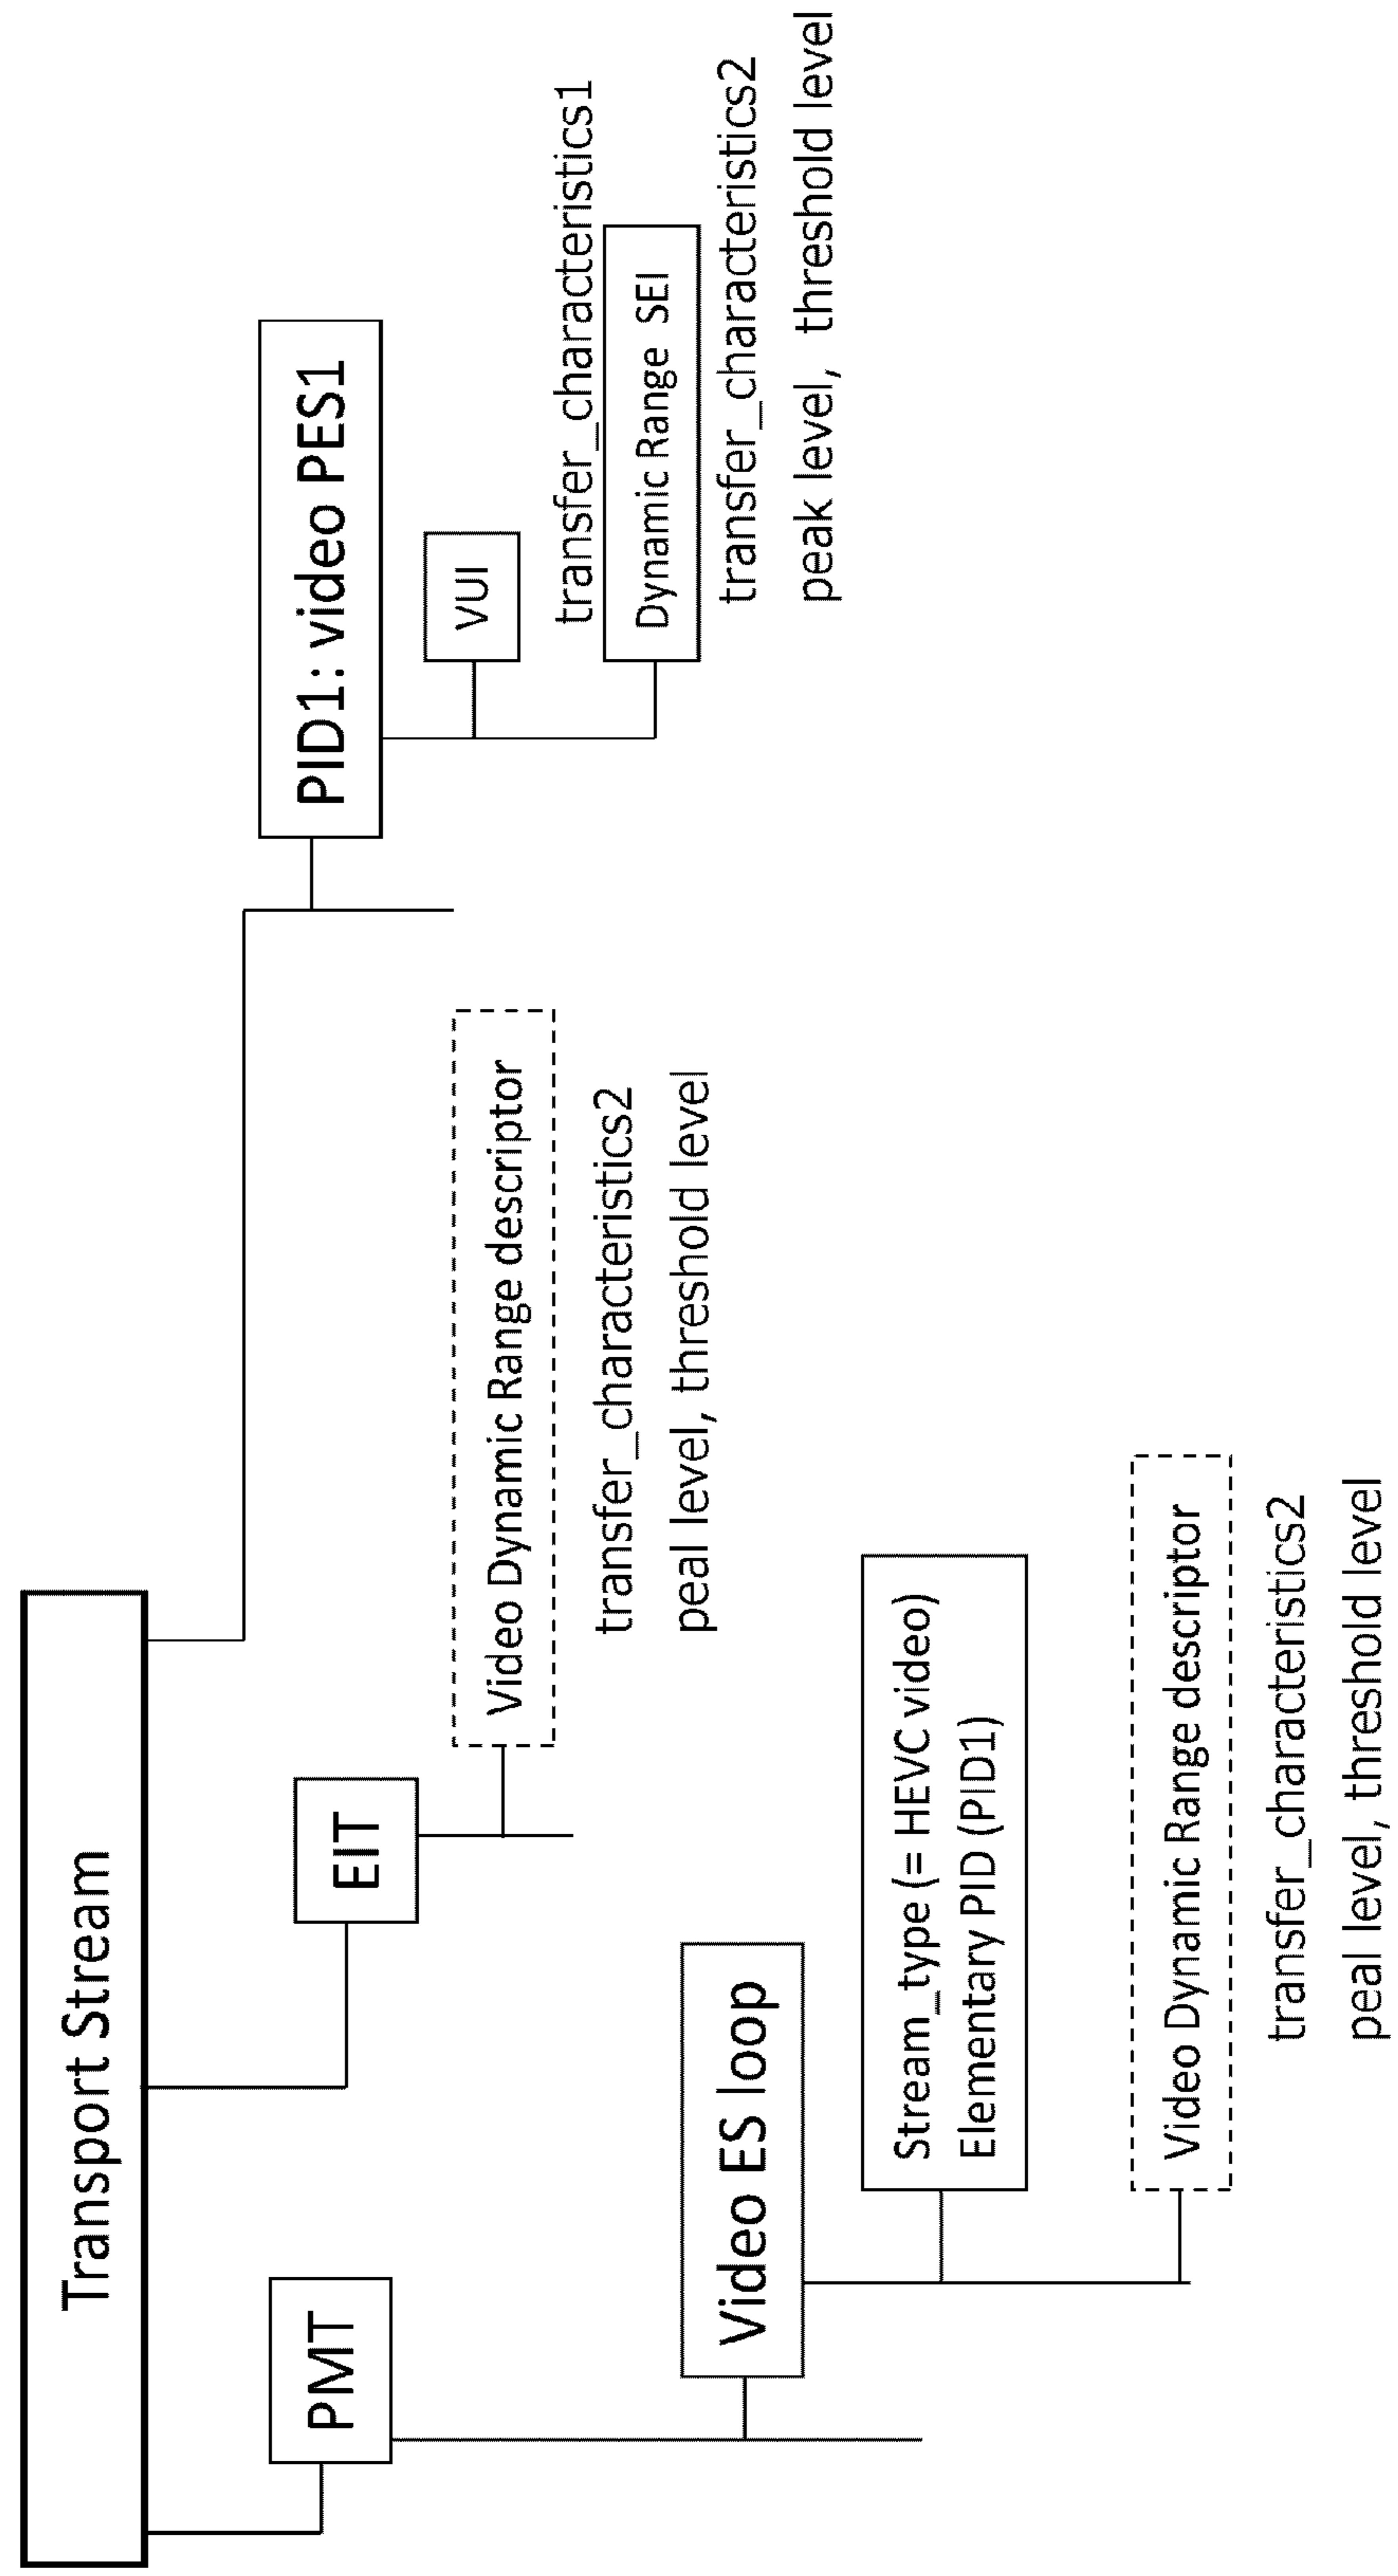 Transport Stream
PMT
Video ES loop
Stream_type (= HEVC video)
Elementary PID (PID1)
Video Dynamic Range descriptor
transfer_characteristics2
peal level, threshold level
EIT
Video Dynamic Range descriptor
transfer_characteristics2
peal level, threshold level
PID1: video PES1
VUI
transfer_characteristics1
Dynamic Range SEI
transfer_characteristics2
peak level, threshold level